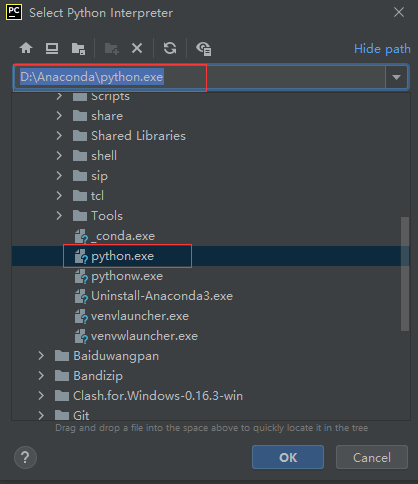 PC Select Python Interpreter
Hide path
D:\Anaconda\python.exe
Scripts
share
Shared Libraries
shell
sip
tcl
Tools
_conda.exe
python.exe
pythonw.exe
Uninstall-Anaconda3.exe
venvlauncher.exe
venvwlauncher.exe
Baiduwangpan
Bandizip
Clash.for.Windows-0.16.3-win
Git
Drag and drop a file into the space above to quickly locate it in the tree
? OK Cancel